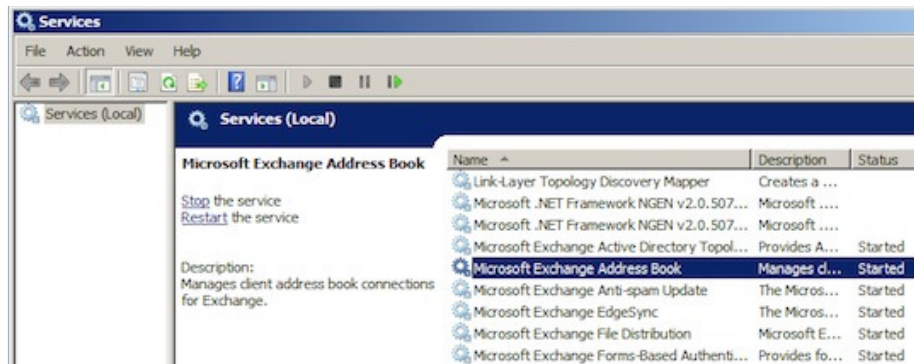 Services
File Action View Help
Services (Local)
Services (Local)
Microsoft Exchange Address Book
Stop the service
Restart the service
Description:
Manages client address book connections
for Exchange.
Name Description Status
Link-Layer Topology Discovery Mapper Creates a ...
Microsoft .NET Framework NGEN v2.0.507... Microsoft ....
Microsoft .NET Framework NGEN v2.0.507... Microsoft ....
Microsoft Exchange Active Directory Topol... Provides A... Started
Microsoft Exchange Address Book Manages cl... Started
Microsoft Exchange Anti-spam Update The Micros... Started
Microsoft Exchange EdgeSync The Micros... Started
Microsoft Exchange File Distribution Microsoft E... Started
Microsoft Exchange Forms-Based Authenti... Provides fo... Started